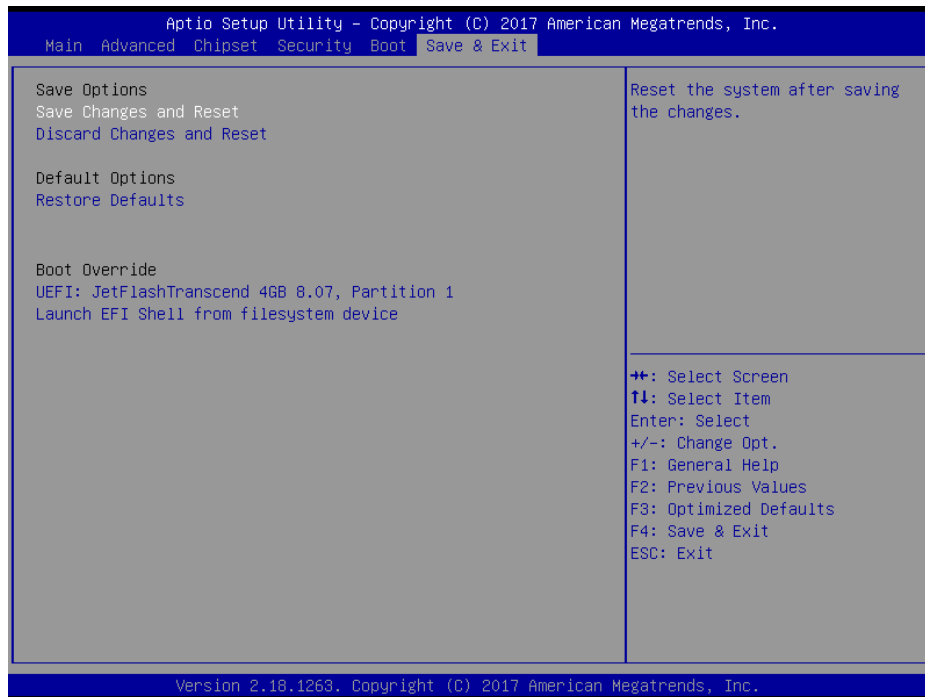 Aptio Setup Utility – Copyright (C) 2017 American Megatrends, Inc.
Main Advanced Chipset Security Boot Save & Exit
Save Options
Save Changes and Reset
Discard Changes and Reset
Default Options
Restore Defaults
Boot Override
UEFI: JetFlashTranscend 4GB 8.07, Partition 1
Launch EFI Shell from filesystem device
Reset the system after saving
the changes.
→←: Select Screen
↑↓: Select Item
Enter: Select
+/-: Change Opt.
F1: General Help
F2: Previous Values
F3: Optimized Defaults
F4: Save & Exit
ESC: Exit
Version 2.18.1263. Copyright (C) 2017 American Megatrends, Inc.